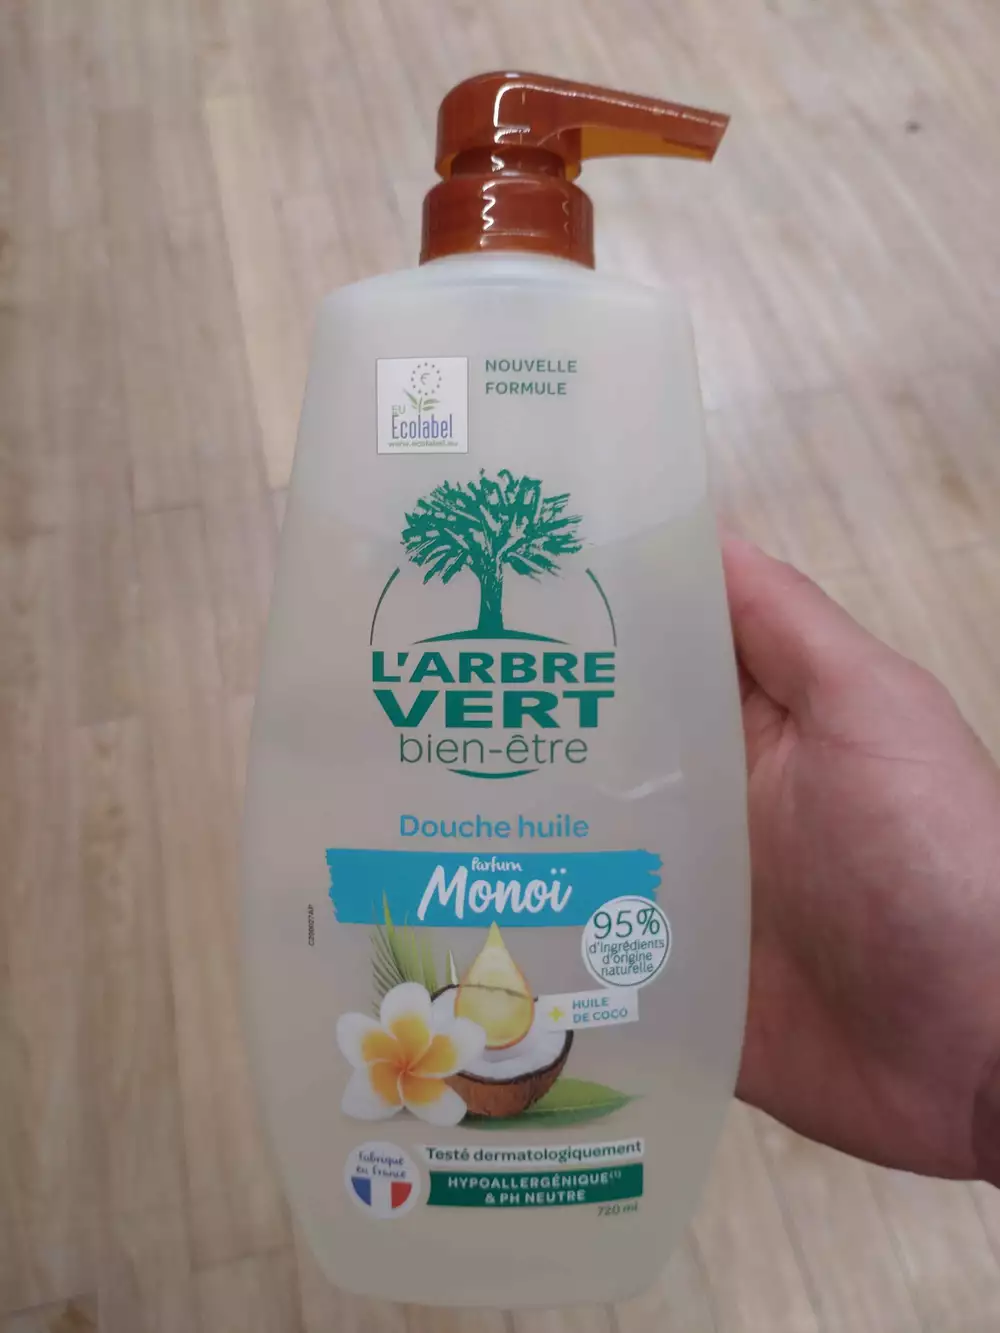 NOUVELLE
FORMULE
EU
Ecolabel
www.ecolabel.eu
L'ARBRE
VERT
bien-être
Douche huile
Parfum
Monoï
95%
d'ingrédients
d'origine
naturelle
+ HUILE
DE COCO
Fabriqué
en France
Testé dermatologiquement
HYPOALLERGÉNIQUE(1)
& PH NEUTRE
720 ml